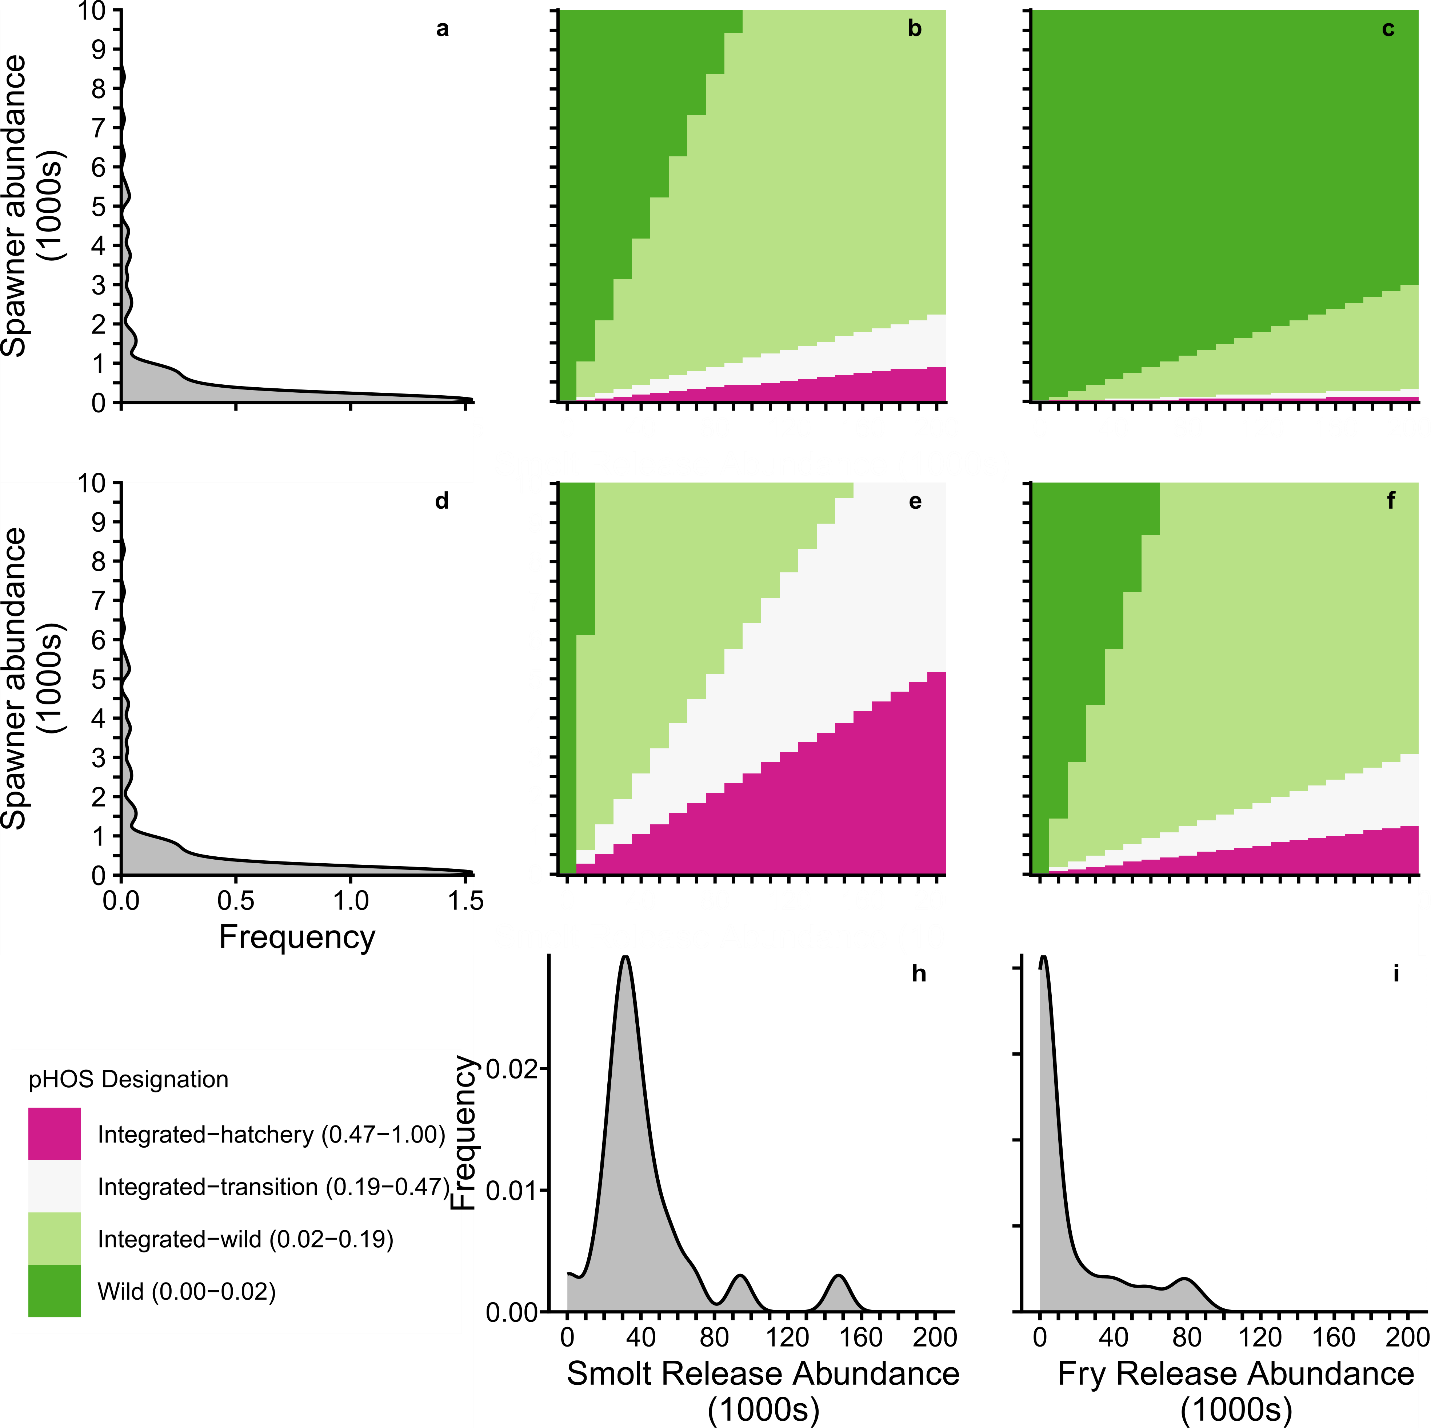 a
b
c
10
9
8
7
6
5
4
3
2
1
0
Spawner abundance
(1000s)
d
e
f
10
9
8
7
6
5
4
3
2
1
0
Spawner abundance
(1000s)
0.0 0.5 1.0 1.5
Frequency
h
i
0.02
0.01
0.00
Frequency
0 40 80 120 160 200
Smolt Release Abundance
(1000s)
0 40 80 120 160 200
Fry Release Abundance
(1000s)
pHOS Designation
Integrated−hatchery (0.47−1.00)
Integrated−transition (0.19−0.47)
Integrated−wild (0.02−0.19)
Wild (0.00−0.02)